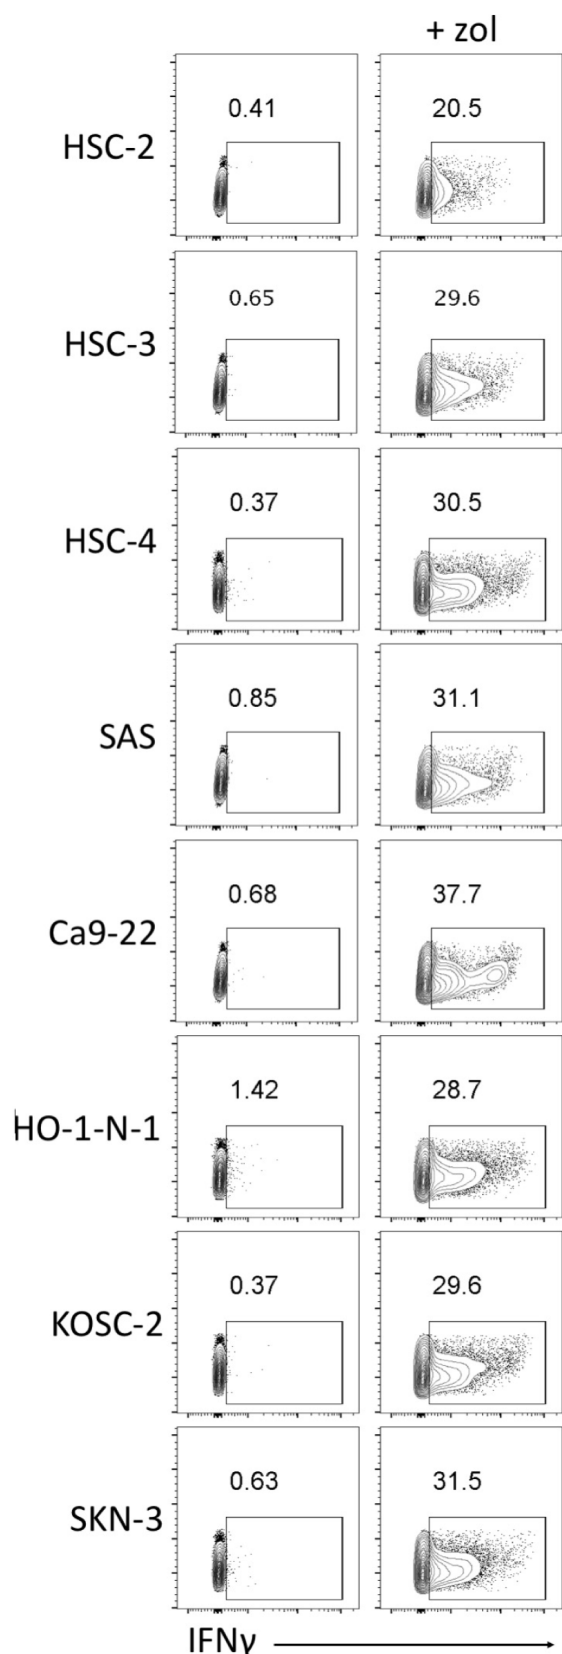 + zol
HSC-2 0.41 20.5
HSC-3 0.65 29.6
HSC-4 0.37 30.5
SAS 0.85 31.1
Ca9-22 0.68 37.7
HO-1-N-1 1.42 28.7
KOSC-2 0.37 29.6
SKN-3 0.63 31.5
IFNγ